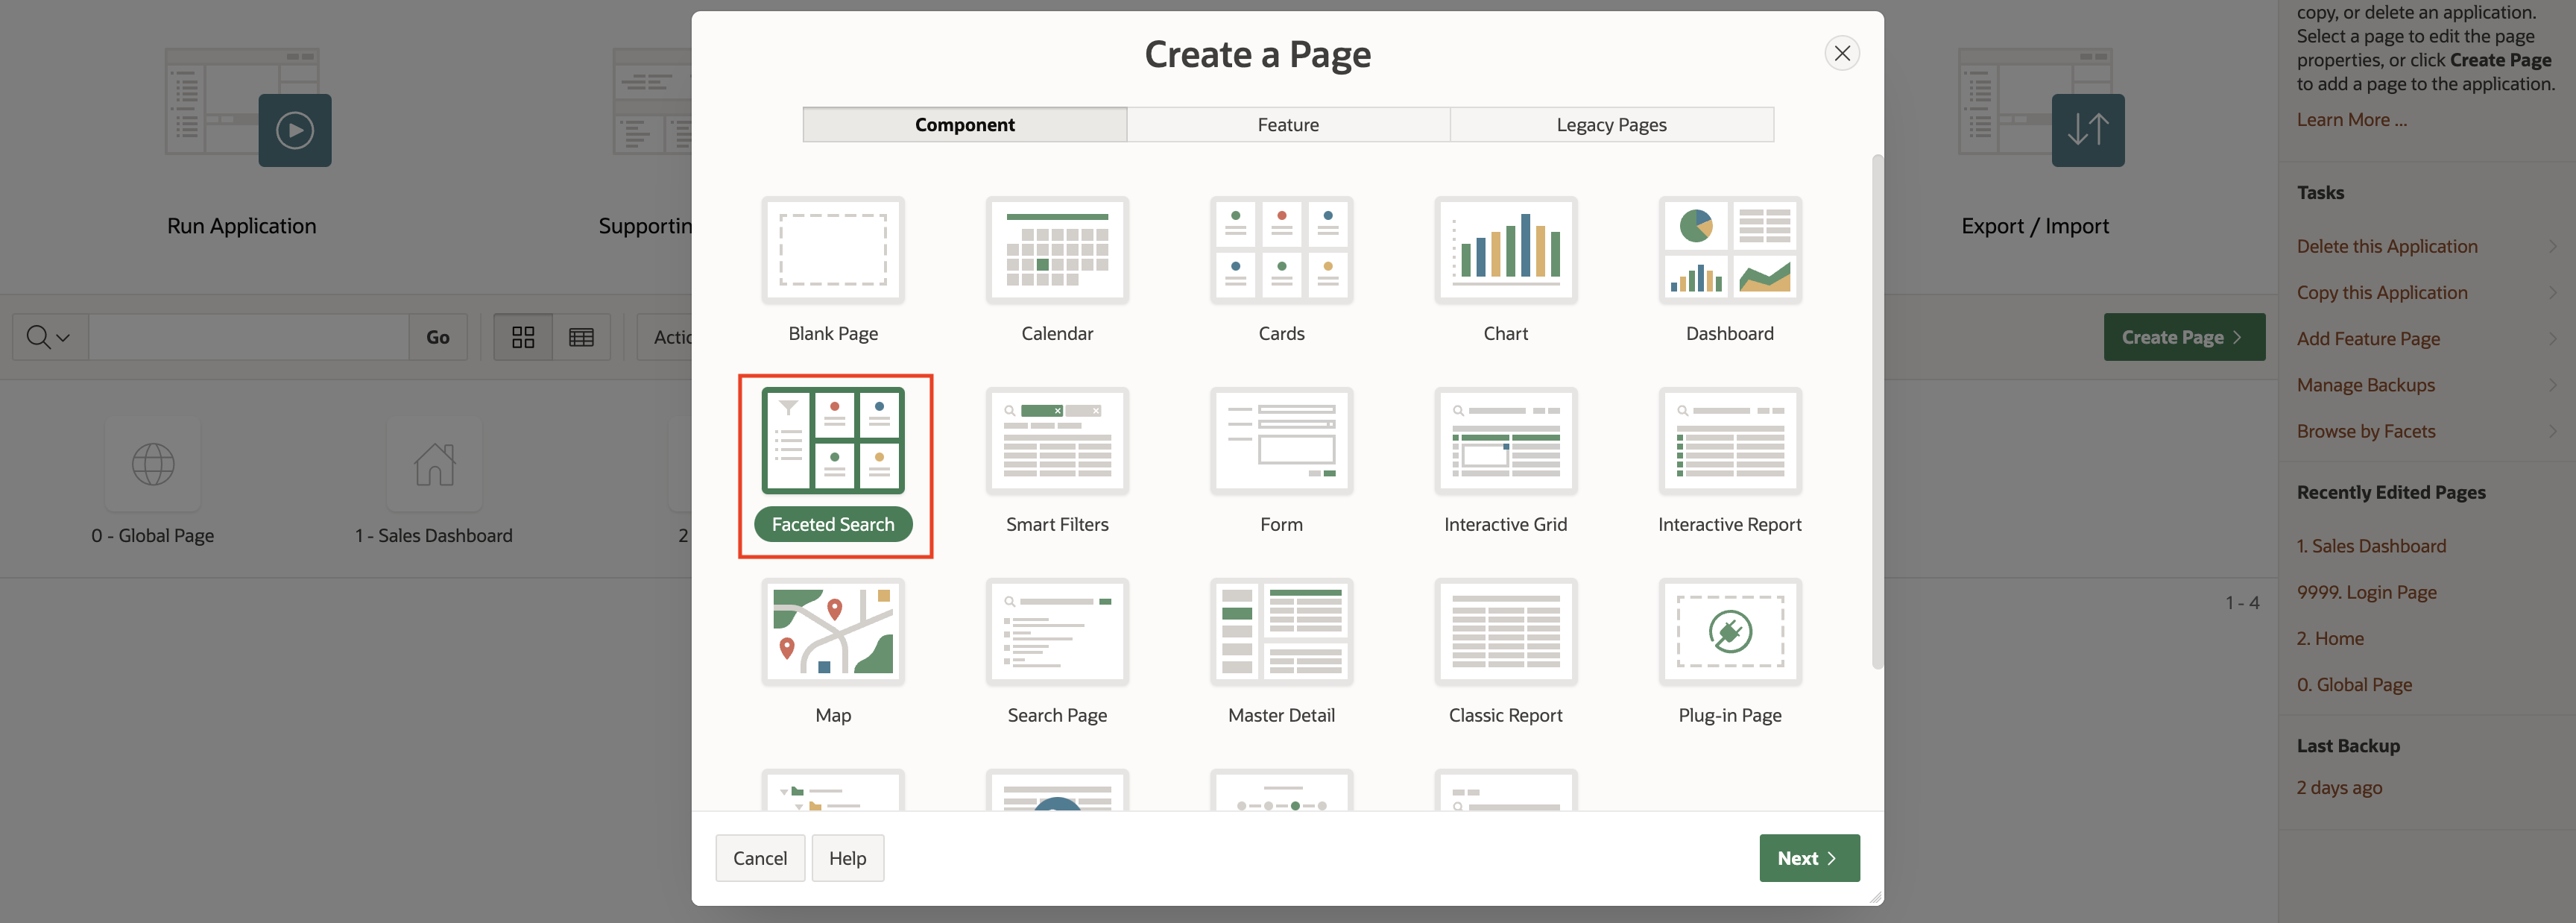 Create a Page
Component
Feature
Legacy Pages
Blank Page
Calendar
Cards
Chart
Dashboard
Faceted Search
Smart Filters
Form
Interactive Grid
Interactive Report
Map
Search Page
Master Detail
Classic Report
Plug-in Page
Cancel
Help
Next
Run Application
Supportin
Export / Import
Go
Actio
Create Page
0 - Global Page
1 - Sales Dashboard
2
1 - 4
copy, or delete an application.
Select a page to edit the page
properties, or click Create Page
to add a page to the application.
Learn More ...
Tasks
Delete this Application
Copy this Application
Add Feature Page
Manage Backups
Browse by Facets
Recently Edited Pages
1. Sales Dashboard
9999. Login Page
2. Home
0. Global Page
Last Backup
2 days ago